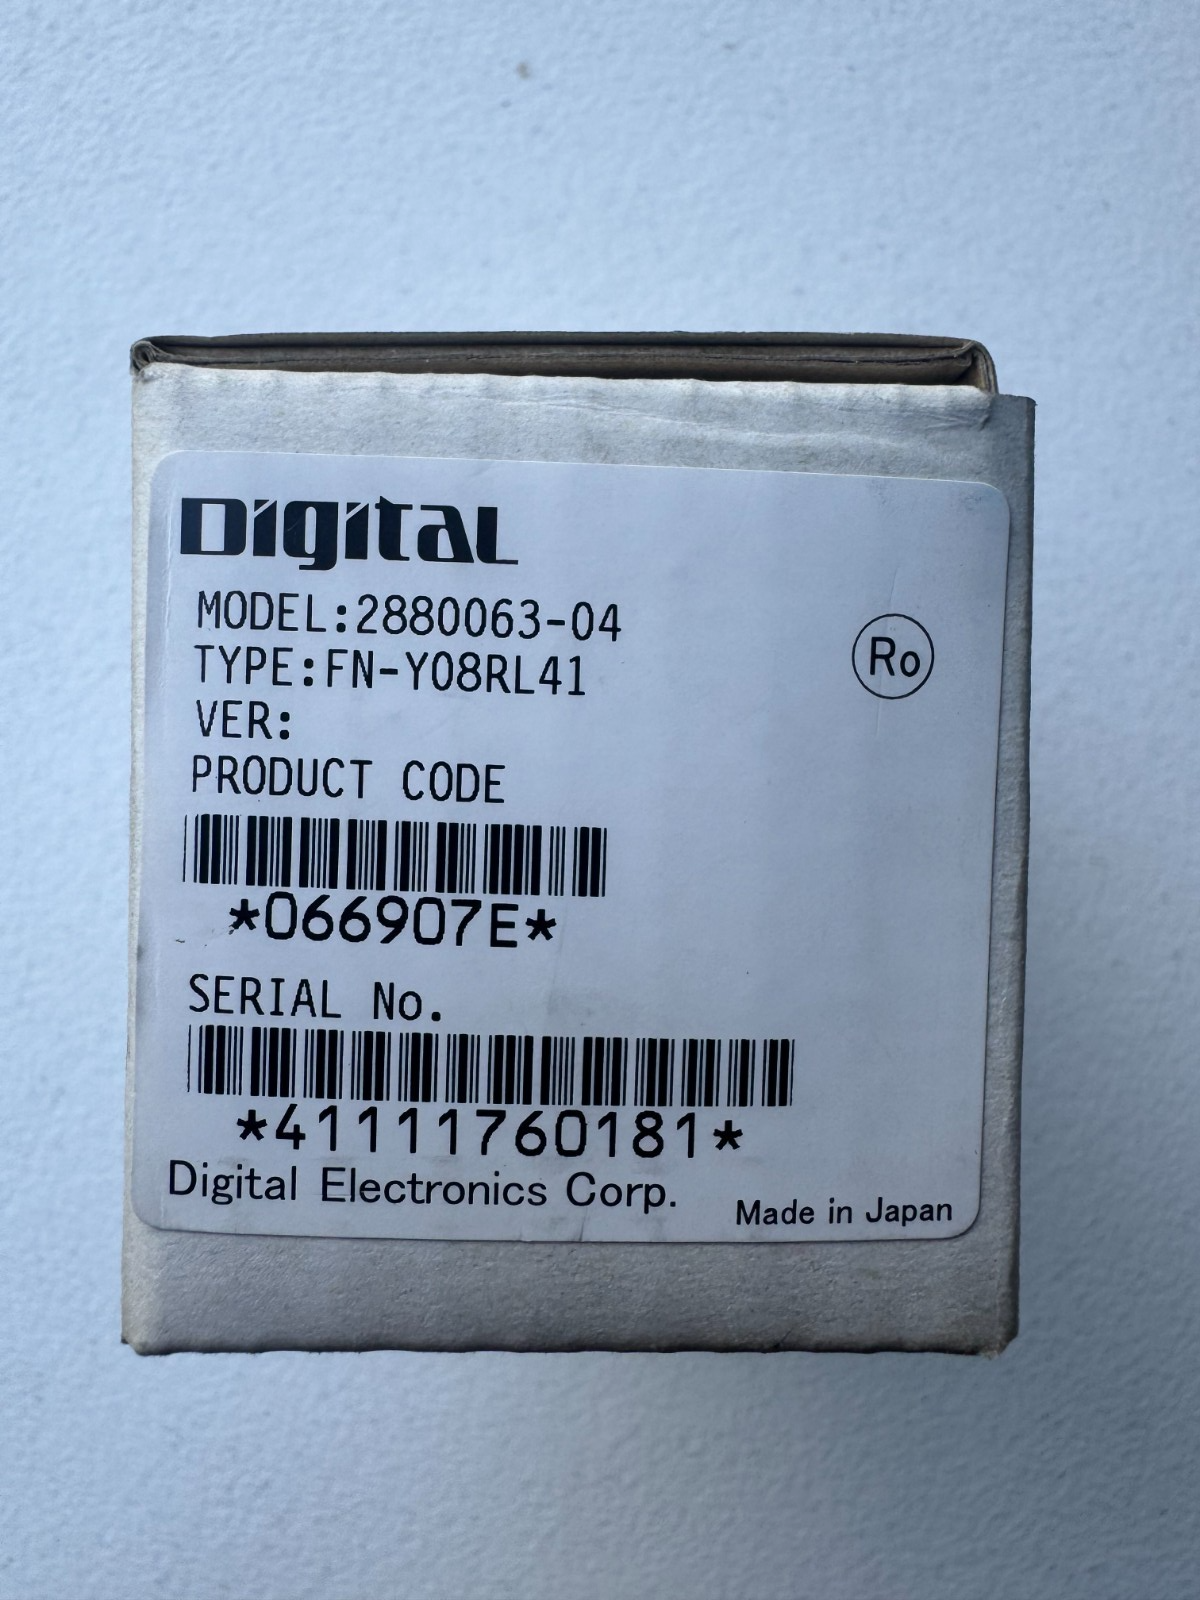 Digital
MODEL:2880063-04
Ro
TYPE:FN-Y08RL41
VER:
PRODUCT CODE
*066907E*
SERIAL No.
*41111760181*
Digital Electronics Corp.
Made in Japan